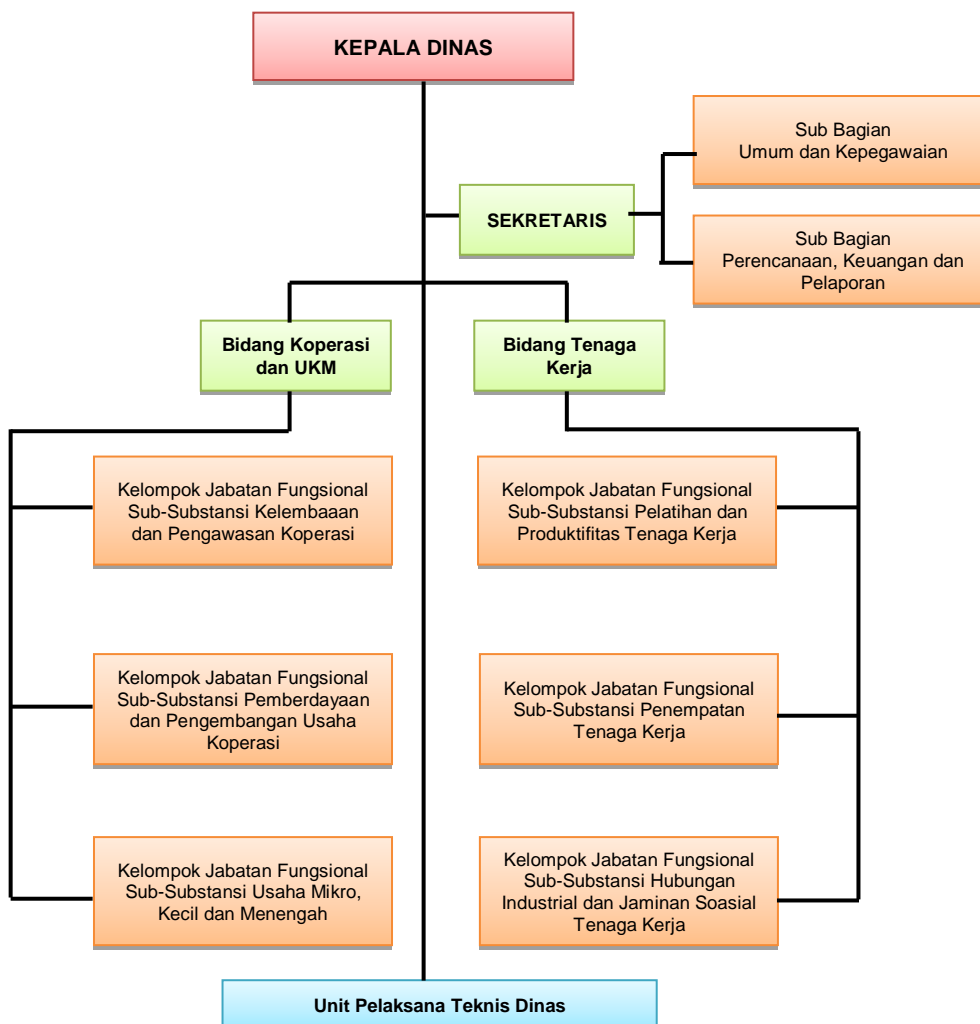 KEPALA DINAS
Sub Bagian
Umum dan Kepegawaian
SEKRETARIS
Sub Bagian
Perencanaan, Keuangan dan
Pelaporan
Bidang Koperasi
dan UKM
Bidang Tenaga
Kerja
Kelompok Jabatan Fungsional
Sub-Substansi Kelembaaan
dan Pengawasan Koperasi
Kelompok Jabatan Fungsional
Sub-Substansi Pelatihan dan
Produktifitas Tenaga Kerja
Kelompok Jabatan Fungsional
Sub-Substansi Pemberdayaan
dan Pengembangan Usaha
Koperasi
Kelompok Jabatan Fungsional
Sub-Substansi Penempatan
Tenaga Kerja
Kelompok Jabatan Fungsional
Sub-Substansi Usaha Mikro,
Kecil dan Menengah
Kelompok Jabatan Fungsional
Sub-Substansi Hubungan
Industrial dan Jaminan Soasial
Tenaga Kerja
Unit Pelaksana Teknis Dinas